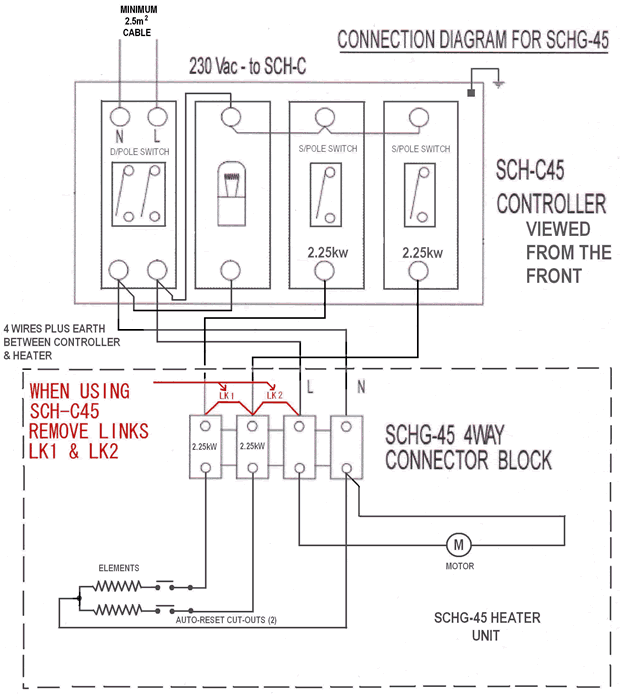 MINIMUM
2.5m²
CABLE
CONNECTION DIAGRAM FOR SCHG-45
230 Vac - to SCH-C
N L
D/POLE SWITCH
S/POLE SWITCH
S/POLE SWITCH
2.25kw
2.25kw
SCH-C45
CONTROLLER
VIEWED
FROM THE
FRONT
4 WIRES PLUS EARTH
BETWEEN CONTROLLER
& HEATER
WHEN USING
SCH-C45
REMOVE LINKS
LK1 & LK2
LK 1
LK 2
L
N
2.25kW
2.25kW
SCHG-45 4WAY
CONNECTOR BLOCK
M
MOTOR
ELEMENTS
AUTO-RESET CUT-OUTS (2)
SCHG-45 HEATER
UNIT